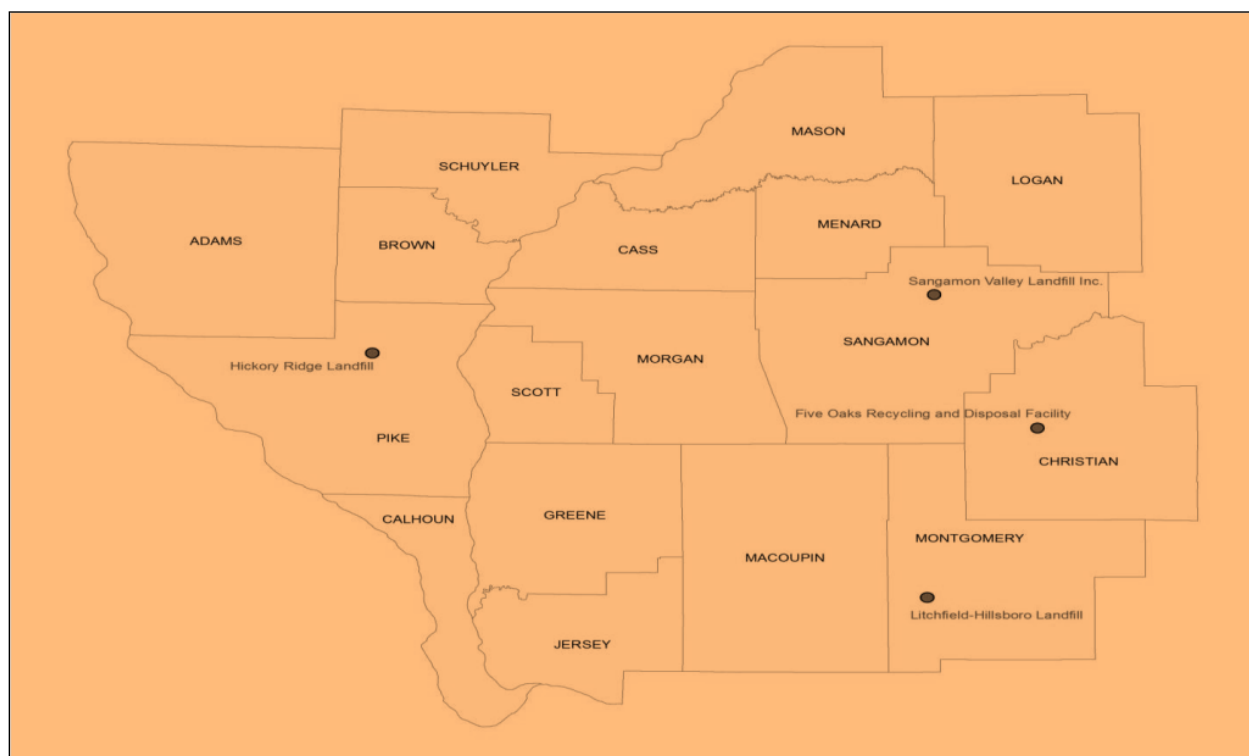 MASON
SCHUYLER
LOGAN
MENARD
ADAMS
BROWN
CASS
Sangamon Valley Landfill Inc.
SANGAMON
MORGAN
Hickory Ridge Landfill
SCOTT
Five Oaks Recycling and Disposal Facility
PIKE
CHRISTIAN
GREENE
CALHOUN
MONTGOMERY
MACOUPIN
Litchfield-Hillsboro Landfill
JERSEY